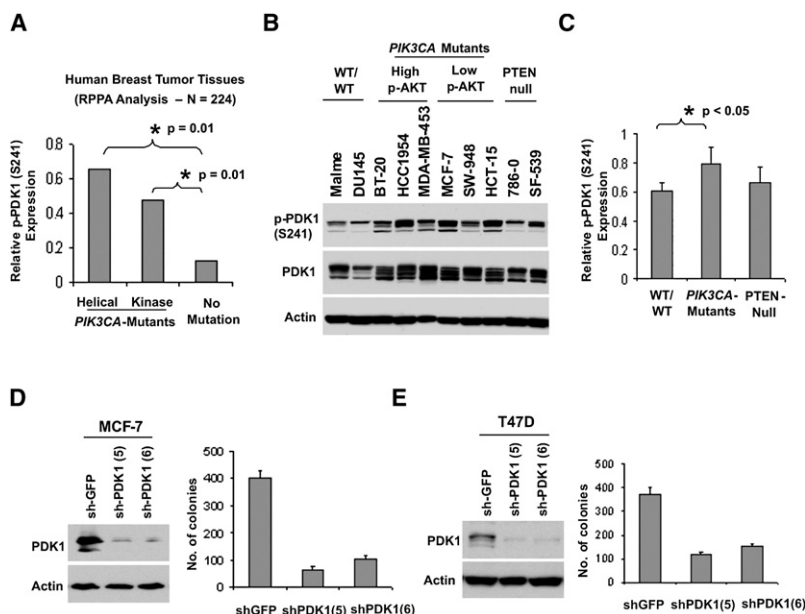 A
Human Breast Tumor Tissues
(RPPA Analysis – N = 224)
Relative p-PDK1 (S241)
Expression
0.8
0.6
0.4
0.2
0
* p = 0.01
* p = 0.01
Helical Kinase No
PIK3CA-Mutants Mutation
B
PIK3CA Mutants
WT/ High Low PTEN
WT p-AKT p-AKT null
Malme
DU145
BT-20
HCC1954
MDA-MB-453
MCF-7
SW-948
HCT-15
786-0
SF-539
p-PDK1
(S241)
PDK1
Actin
C
* p < 0.05
Relative p-PDK1 (S241)
Expression
1
0.8
0.6
0.4
0.2
0
WT/ PIK3CA- PTEN -
WT Mutants Null
D
MCF-7
sh-GFP
sh-PDK1 (5)
sh-PDK1 (6)
PDK1
Actin
No. of colonies
500
400
300
200
100
0
shGFP shPDK1(5) shPDK1(6)
E
T47D
sh-GFP
sh-PDK1 (5)
sh-PDK1 (6)
PDK1
Actin
No. of colonies
500
400
300
200
100
0
shGFP shPDK1(5) shPDK1(6)